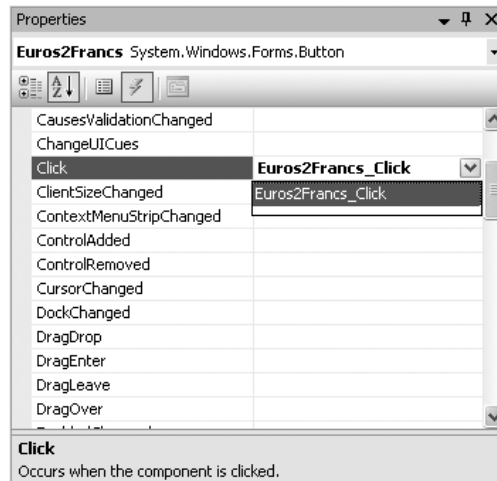 Properties
Euros2Francs System.Windows.Forms.Button
CausesValidationChanged
ChangeUICues
Click Euros2Francs_Click
ClientSizeChanged Euros2Francs_Click
ContextMenuStripChanged
ControlAdded
ControlRemoved
CursorChanged
DockChanged
DragDrop
DragEnter
DragLeave
DragOver
Click
Occurs when the component is clicked.